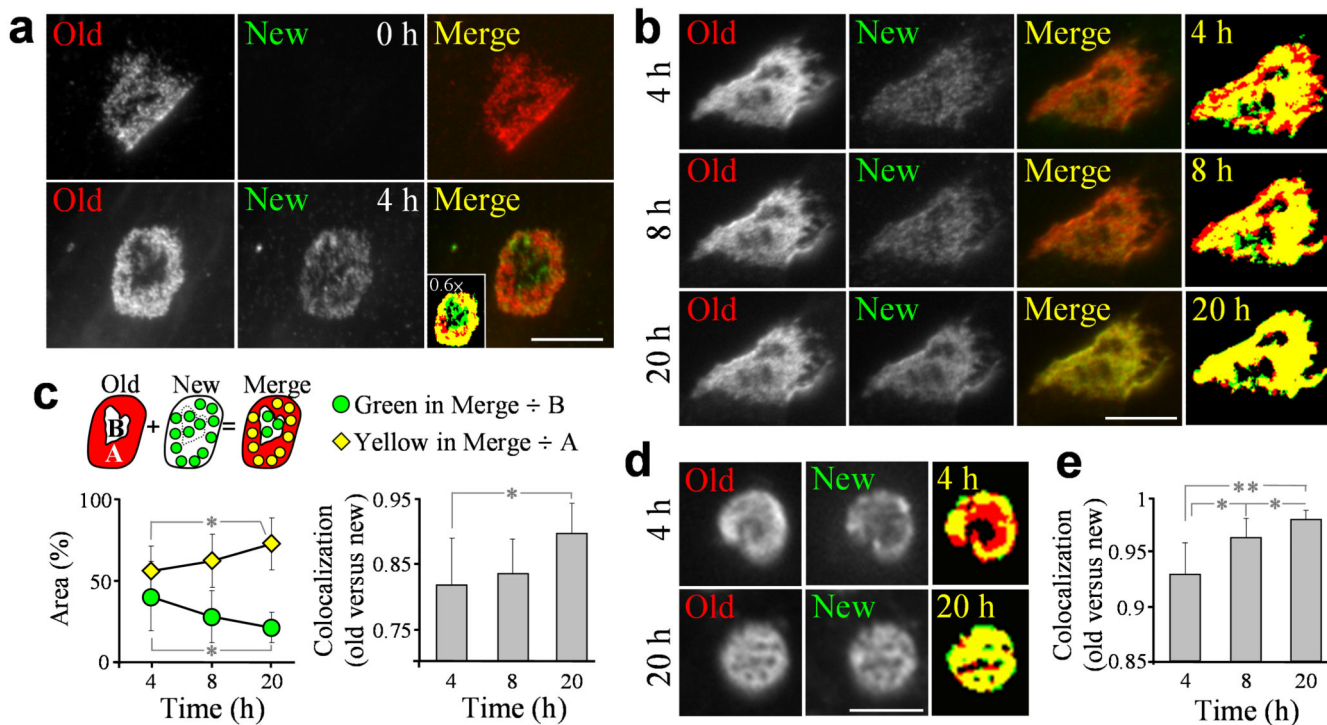 a
Old
New
0 h
Merge
Old
New
4 h
Merge
0.6x
b
4 h
Old
New
Merge
4 h
8 h
Old
New
Merge
8 h
20 h
Old
New
Merge
20 h
c
Old
New
Merge
B
A
+
=
Green in Merge ÷ B
Yellow in Merge ÷ A
Area (%)
100
50
0
*
*
4
8
20
Time (h)
Colocalization
(old versus new)
0.95
0.85
0.75
*
4
8
20
Time (h)
d
4 h
Old
New
4 h
20 h
Old
New
20 h
e
Colocalization
(old versus new)
1
0.95
0.9
0.85
**
*
*
4
8
20
Time (h)